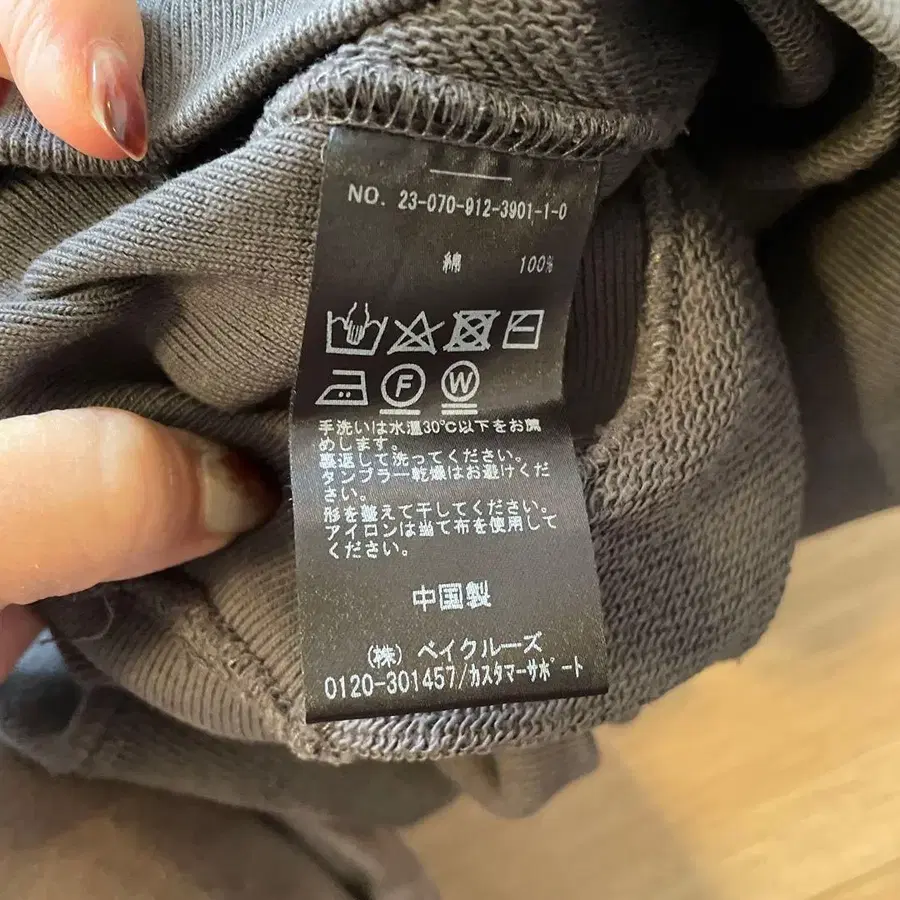 NO. 23-070-912-3901-1-0
綿 100%
F W
手洗いは水温30℃以下をお薦
めします。
裏返して洗ってください。
タンブラー乾燥はお避けくだ
さい。
形を整えて干してください。
アイロンは当て布を使用して
ください。
中国製
(株) ベイクルーズ
0120-301457/カスタマーサポート